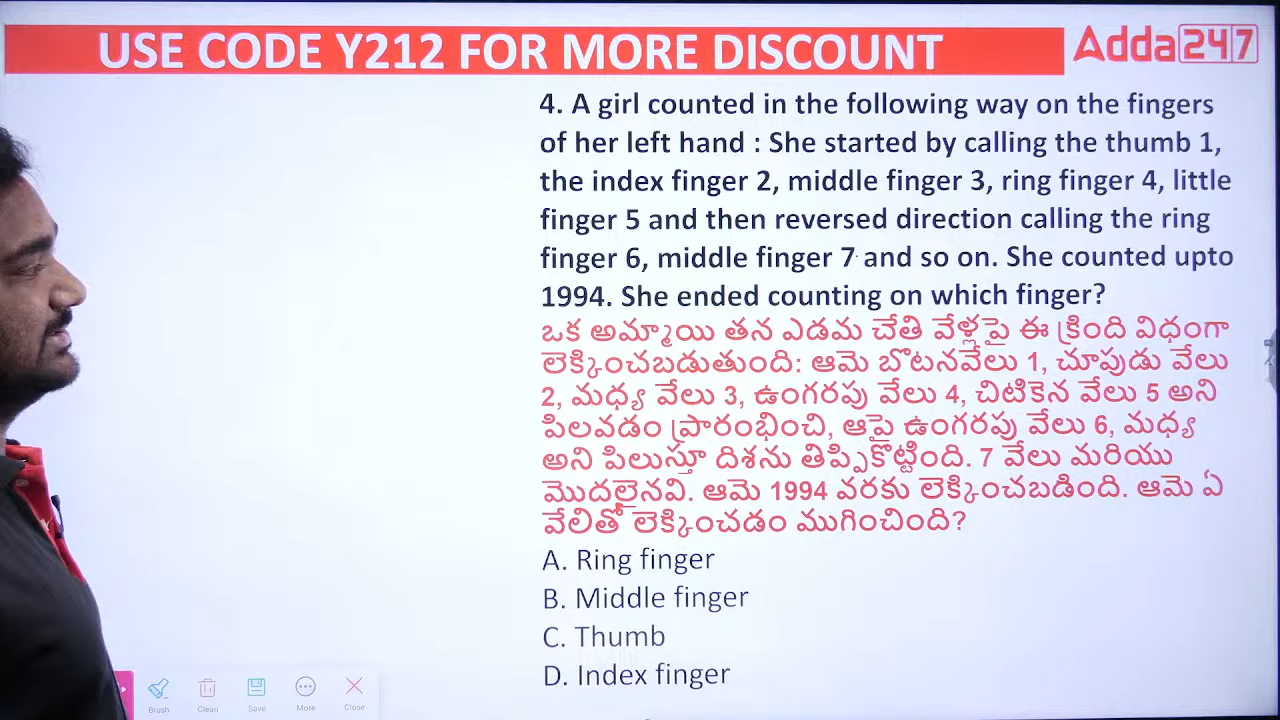 USE CODE Y212 FOR MORE DISCOUNT
Adda247
4. A girl counted in the following way on the fingers
of her left hand : She started by calling the thumb 1,
the index finger 2, middle finger 3, ring finger 4, little
finger 5 and then reversed direction calling the ring
finger 6, middle finger 7 and so on. She counted upto
1994. She ended counting on which finger?
ఒక అమ్మాయి తన ఎడమ చేతి వేళ్లపై ఈ క్రింది విధంగా
లెక్కించబడుతుంది: ఆమె బొటనవేలు 1, చూపుడు వేలు
2, మధ్య వేలు 3, ఉంగరపు వేలు 4, చిటికెన వేలు 5 అని
పిలవడం ప్రారంభించి, ఆపై ఉంగరపు వేలు 6, మధ్య
అని పిలుస్తూ దిశను తిప్పికొట్టింది. 7 వేలు మరియు
మొదలైనవి. ఆమె 1994 వరకు లెక్కించబడింది. ఆమె ఏ
వేలితో లెక్కించడం ముగించింది?
A. Ring finger
B. Middle finger
C. Thumb
D. Index finger
Brush Clean Save More Close